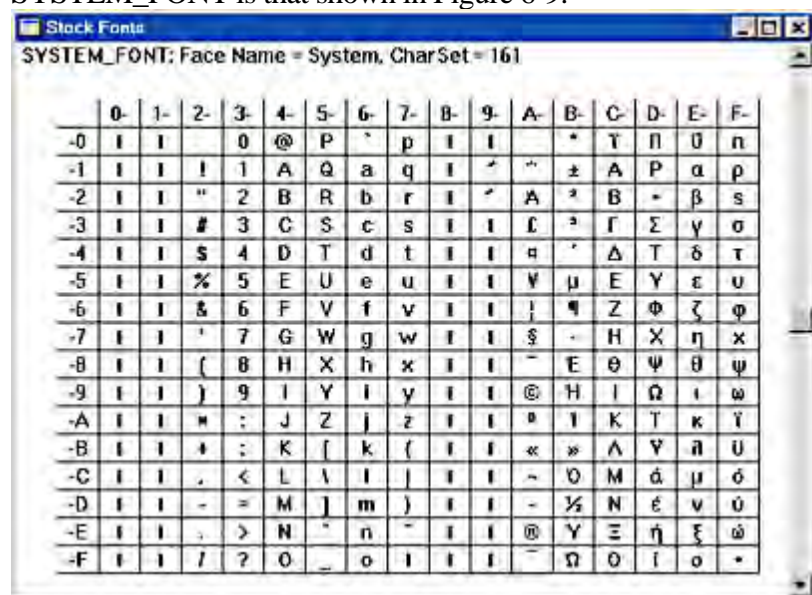 SYSTEM_FONT is that shown in Figure 6-9.
Stock Fonts
SYSTEM_FONT: Face Name = System, CharSet = 161
0- 1- 2- 3- 4- 5- 6- 7- 8- 9- A- B- C- D- E- F-
-0 0 @ P ` p ° ΐ Π ΰ π
-1 ! 1 A Q a q ± Α Ρ α ρ
-2 " 2 B R b r Β β ς
-3 # 3 C S c s £ ³ Γ Σ γ σ
-4 $ 4 D T d t ¤ ΄ Δ Τ δ τ
-5 % 5 E U e u ¥ µ Ε Υ ε υ
-6 & 6 F V f v ¦ ¶ Ζ Φ ζ φ
-7 ' 7 G W g w § · Η Χ η χ
-8 ( 8 H X h x ¨ Έ Θ Ψ θ ψ
-9 ) 9 I Y i y © Ή Ι Ω ι ω
-A * : J Z j z Ί Κ Ϊ κ ϊ
-B + ; K [ k { « » Λ Ϋ λ ϋ
-C , < L \ l | ¬ Ό Μ ά μ ό
-D - = M ] m } - ½ Ν έ ν ύ
-E . > N ^ n ~ ® Ύ Ξ ή ξ ώ
-F / ? O _ o Ώ Ο ί ο